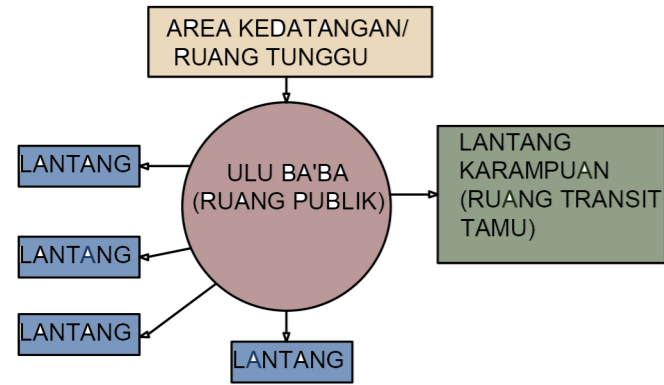 AREA KEDATANGAN/
RUANG TUNGGU
LANTANG
ULU BA'BA
(RUANG PUBLIK)
LANTANG
KARAMPUAN
(RUANG TRANSIT
TAMU)
LANTANG
LANTANG
LANTANG